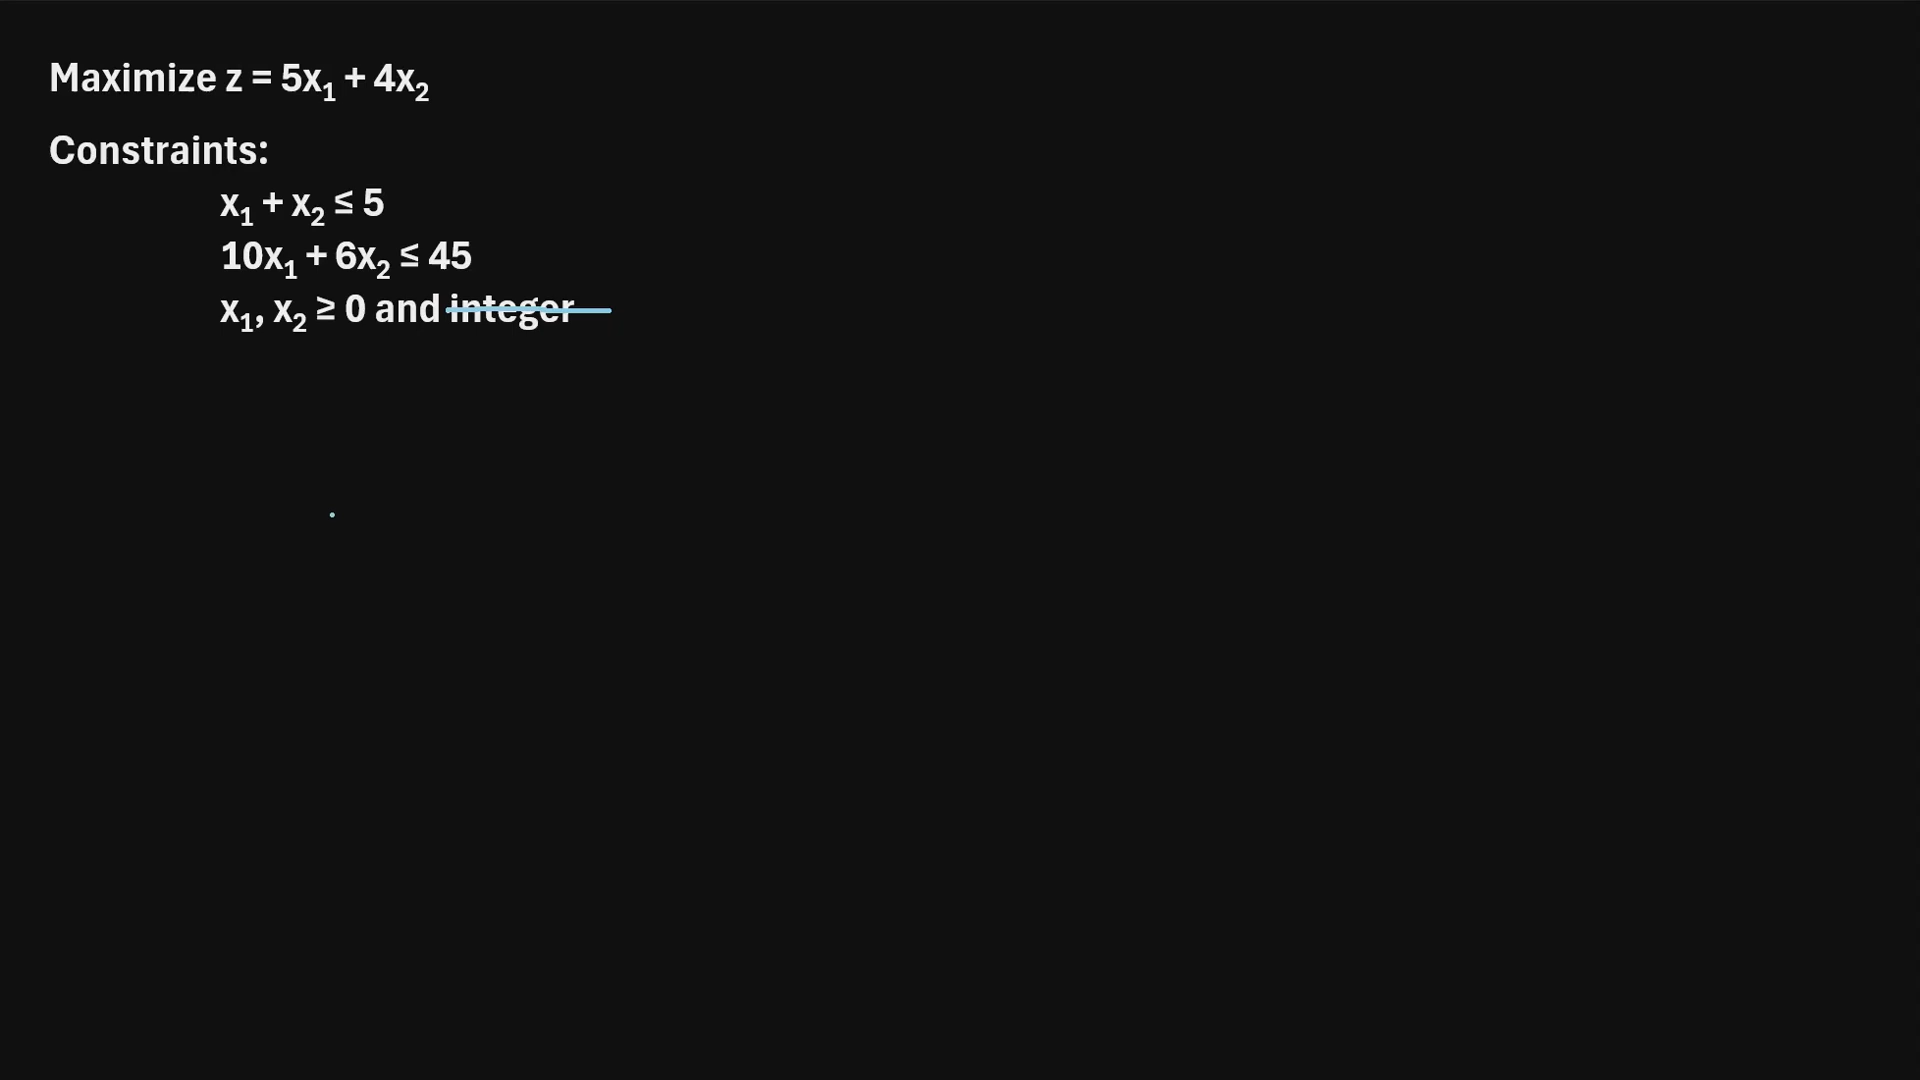 Maximize z = 5x₁ + 4x₂
Constraints:
x₁ + x₂ ≤ 5
10x₁ + 6x₂ ≤ 45
x₁, x₂ ≥ 0 and integer